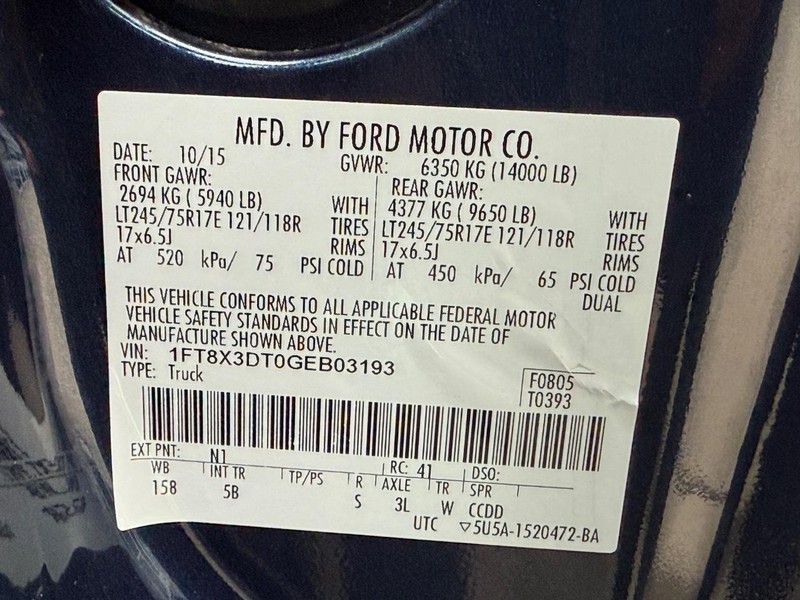 MFD. BY FORD MOTOR CO.
DATE: 10/15 GVWR: 6350 KG (14000 LB)
FRONT GAWR: REAR GAWR:
2694 KG ( 5940 LB) WITH 4377 KG ( 9650 LB) WITH
LT245/75R17E 121/118R TIRES LT245/75R17E 121/118R TIRES
17x6.5J RIMS 17x6.5J RIMS
AT 520 kPa/ 75 PSI COLD AT 450 kPa/ 65 PSI COLD
DUAL
THIS VEHICLE CONFORMS TO ALL APPLICABLE FEDERAL MOTOR
VEHICLE SAFETY STANDARDS IN EFFECT ON THE DATE OF
MANUFACTURE SHOWN ABOVE.
VIN: 1FT8X3DT0GEB03193
TYPE: Truck
F0805
T0393
EXT PNT: N1 RC: 41 DSO:
WB INT TR TP/PS R AXLE TR SPR
158 5B S 3L W CCDD
UTC ▽5U5A-1520472-BA